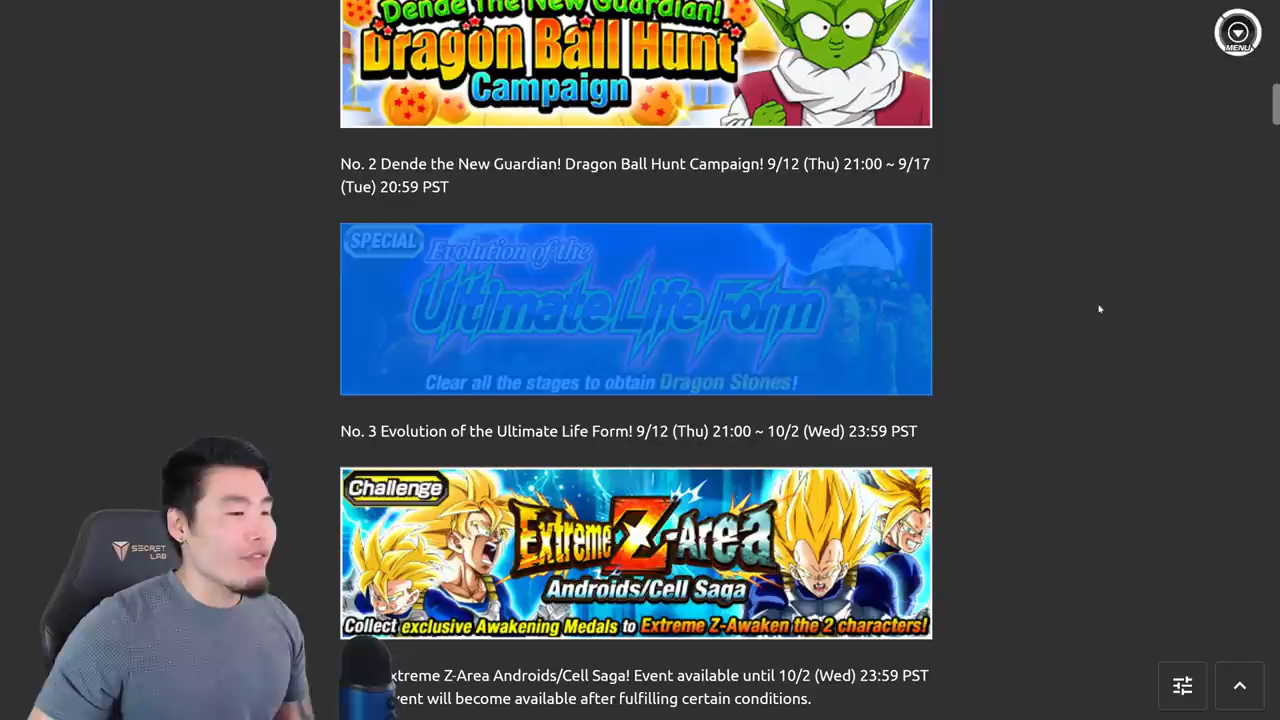 Dende the New Guardian!
Dragon Ball Hunt
Campaign
MENU
No. 2 Dende the New Guardian! Dragon Ball Hunt Campaign! 9/12 (Thu) 21:00 ~ 9/17
(Tue) 20:59 PST
SPECIAL
Evolution of the
Ultimate Life Form
Clear all the stages to obtain Dragon Stones!
No. 3 Evolution of the Ultimate Life Form! 9/12 (Thu) 21:00 ~ 10/2 (Wed) 23:59 PST
Challenge
Extreme Z-Area
Androids/Cell Saga
Collect exclusive Awakening Medals to Extreme Z-Awaken the 2 characters!
SECRET
LAB
xtreme Z-Area Androids/Cell Saga! Event available until 10/2 (Wed) 23:59 PST
vent will become available after fulfilling certain conditions.